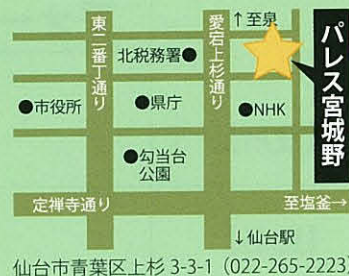 ↑至泉
東二番丁通り
愛宕上杉通り
パレス宮城野
北税務署●
●市役所
●県庁
●NHK
●勾当台
公園
定禅寺通り
至塩釜→
↓仙台駅
仙台市青葉区上杉 3-3-1（022-265-2223）